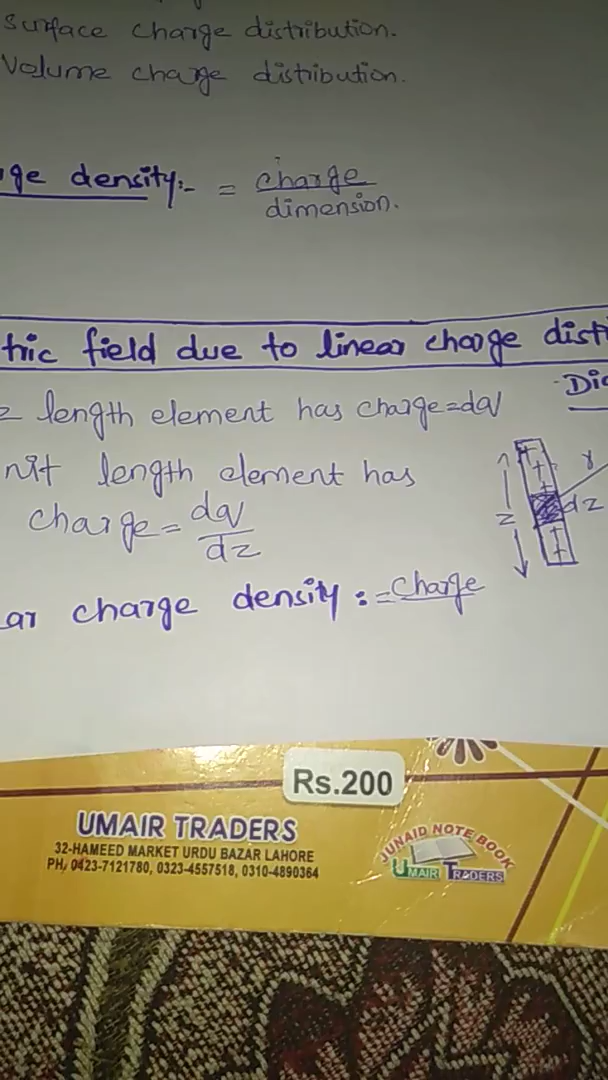 surface charge distribution.
Volume charge distribution.
ge density:- = charge
dimension.
tric field due to linear charge dist
z length element has charge=dq
Dia
nit length element has
charge = dq
dz
r
dz
z
ar charge density := Charge
Rs.200
UMAIR TRADERS
32-HAMEED MARKET URDU BAZAR LAHORE
PH, 0423-7121780, 0323-4557518, 0310-4890364
JUNAID NOTE BOOK
UMAIR TRADERS